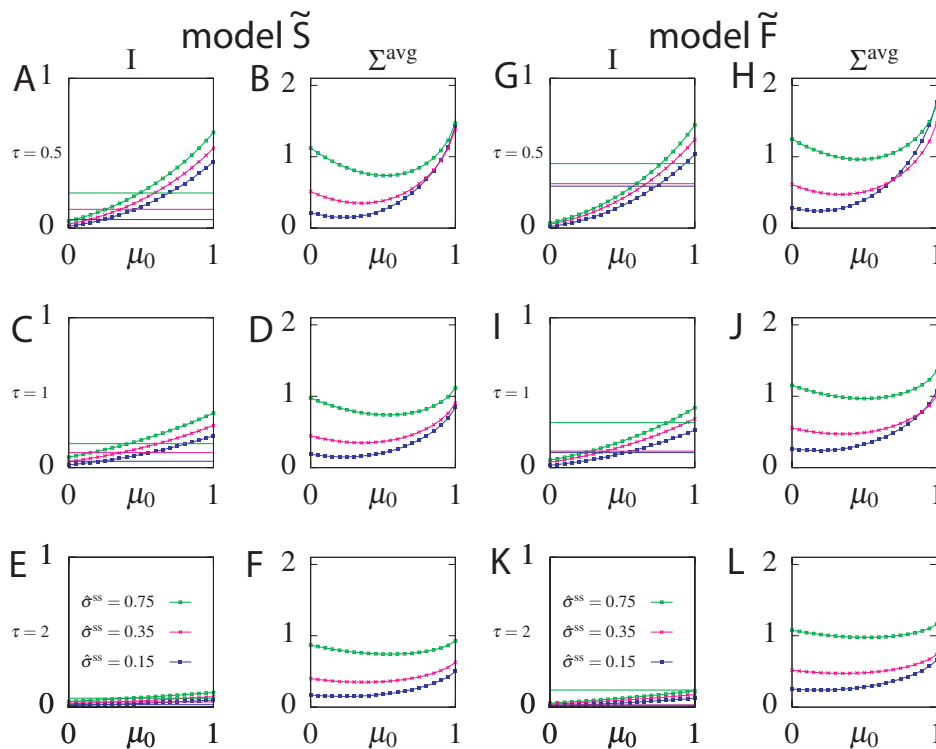 model S̃ model F̃
A I B Σ^avg G I H Σ^avg
1 2 1 2
τ = 0.5 1 τ = 0.5 1
0 0 0 0
0 μ₀ 1 0 μ₀ 1 0 μ₀ 1 0 μ₀ 1
C D I J
1 2 1 2
τ = 1 1 τ = 1 1
0 0 0 0
0 μ₀ 1 0 μ₀ 1 0 μ₀ 1 0 μ₀ 1
E F K L
1 2 1 2
σ̂^ss = 0.75 σ̂^ss = 0.75
τ = 2 σ̂^ss = 0.35 1 τ = 2 σ̂^ss = 0.35 1
σ̂^ss = 0.15 σ̂^ss = 0.15
0 0 0 0
0 μ₀ 1 0 μ₀ 1 0 μ₀ 1 0 μ₀ 1